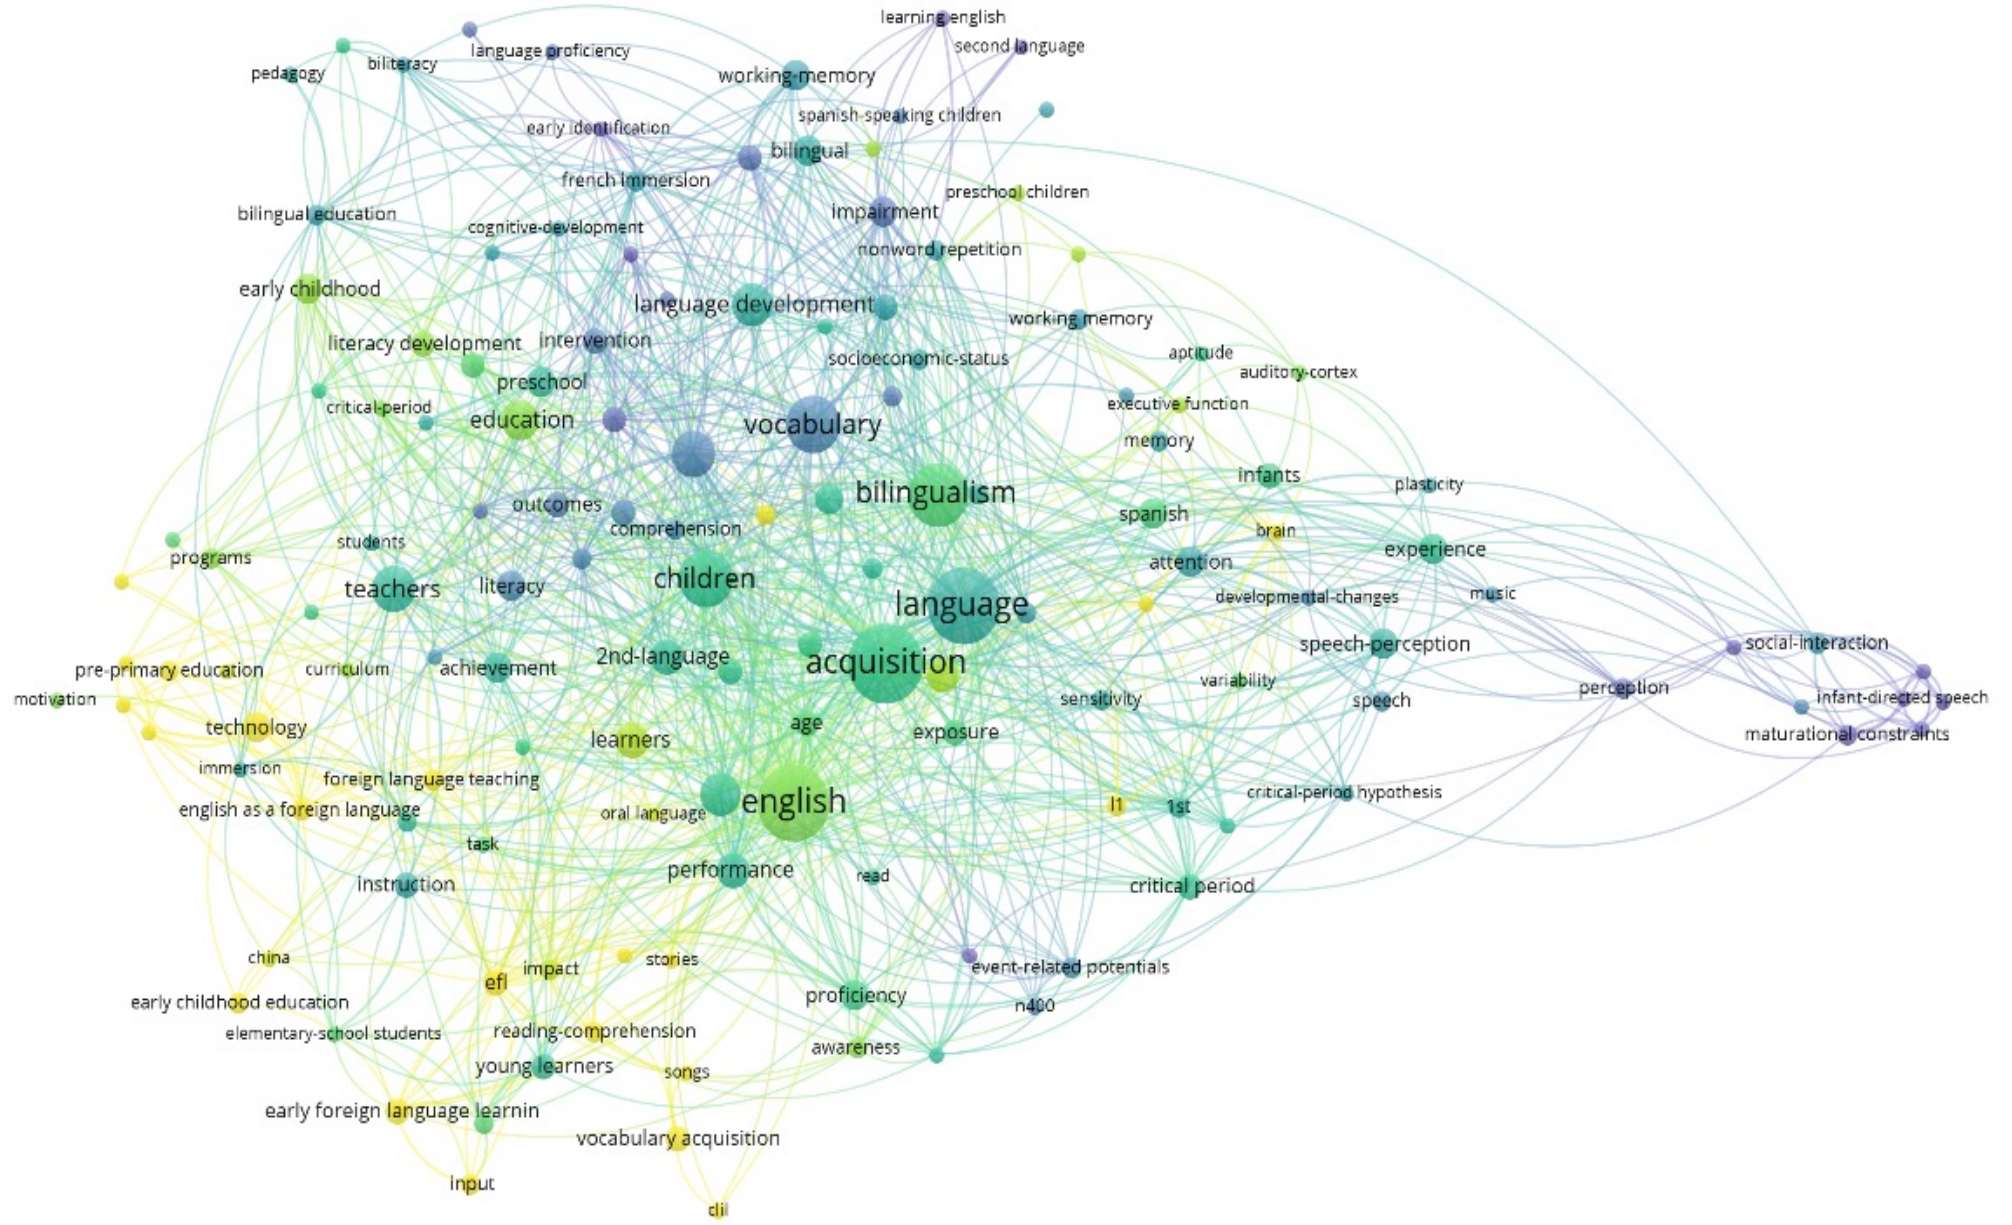 learning english
second language
language proficiency
biliteracy
pedagogy
working-memory
spanish-speaking children
early identification
bilingual
french immersion
preschool children
bilingual education
impairment
cognitive-development
nonword repetition
early childhood
language development
working memory
literacy development
intervention
socioeconomic-status
aptitude
auditory-cortex
preschool
critical-period
executive function
education
vocabulary
memory
infants
plasticity
bilingualism
outcomes
spanish
comprehension
brain
students
experience
programs
attention
children
teachers
literacy
music
developmental-changes
language
social-interaction
speech-perception
2nd-language
acquisition
achievement
pre-primary education
curriculum
variability
perception
motivation
sensitivity
speech
infant-directed speech
age
technology
exposure
maturational constraints
learners
immersion
foreign language teaching
critical-period hypothesis
english
l1
1st
english as a foreign language
oral language
task
performance
read
instruction
critical period
china
stories
impact
event-related potentials
efl
proficiency
early childhood education
n400
reading-comprehension
elementary-school students
awareness
young learners
songs
early foreign language learnin
vocabulary acquisition
input
clil